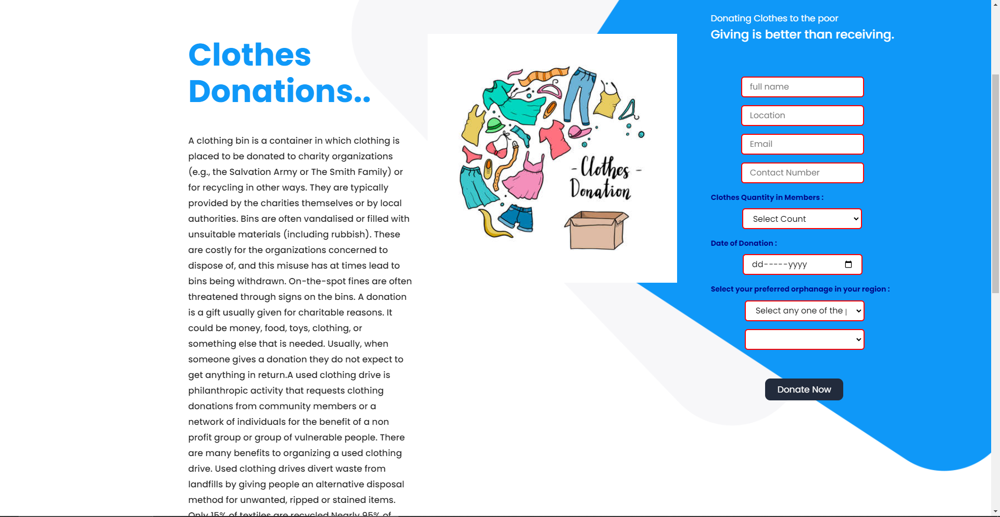 Clothes
Donations..
A clothing bin is a container in which clothing is
placed to be donated to charity organizations
(e.g., the Salvation Army or The Smith Family) or
for recycling in other ways. They are typically
provided by the charities themselves or by local
authorities. Bins are often vandalised or filled with
unsuitable materials (including rubbish). These
are costly for the organizations concerned to
dispose of, and this misuse has at times lead to
bins being withdrawn. On-the-spot fines are often
threatened through signs on the bins. A donation
is a gift usually given for charitable reasons. It
could be money, food, toys, clothing, or
something else that is needed. Usually, when
someone gives a donation they do not expect to
get anything in return.A used clothing drive is
philanthropic activity that requests clothing
donations from community members or a
network of individuals for the benefit of a non
profit group or group of vulnerable people. There
are many benefits to organizing a used clothing
drive. Used clothing drives divert waste from
landfills by giving people an alternative disposal
method for unwanted, ripped or stained items.
Only 15% of textiles are recycled Nearly 95% of
- Clothes -
Donation
Donating Clothes to the poor
Giving is better than receiving.
full name
Location
Email
Contact Number
Clothes Quantity in Members :
Select Count
Date of Donation :
dd-----yyyy
Select your preferred orphanage in your region :
Select any one of the
Donate Now